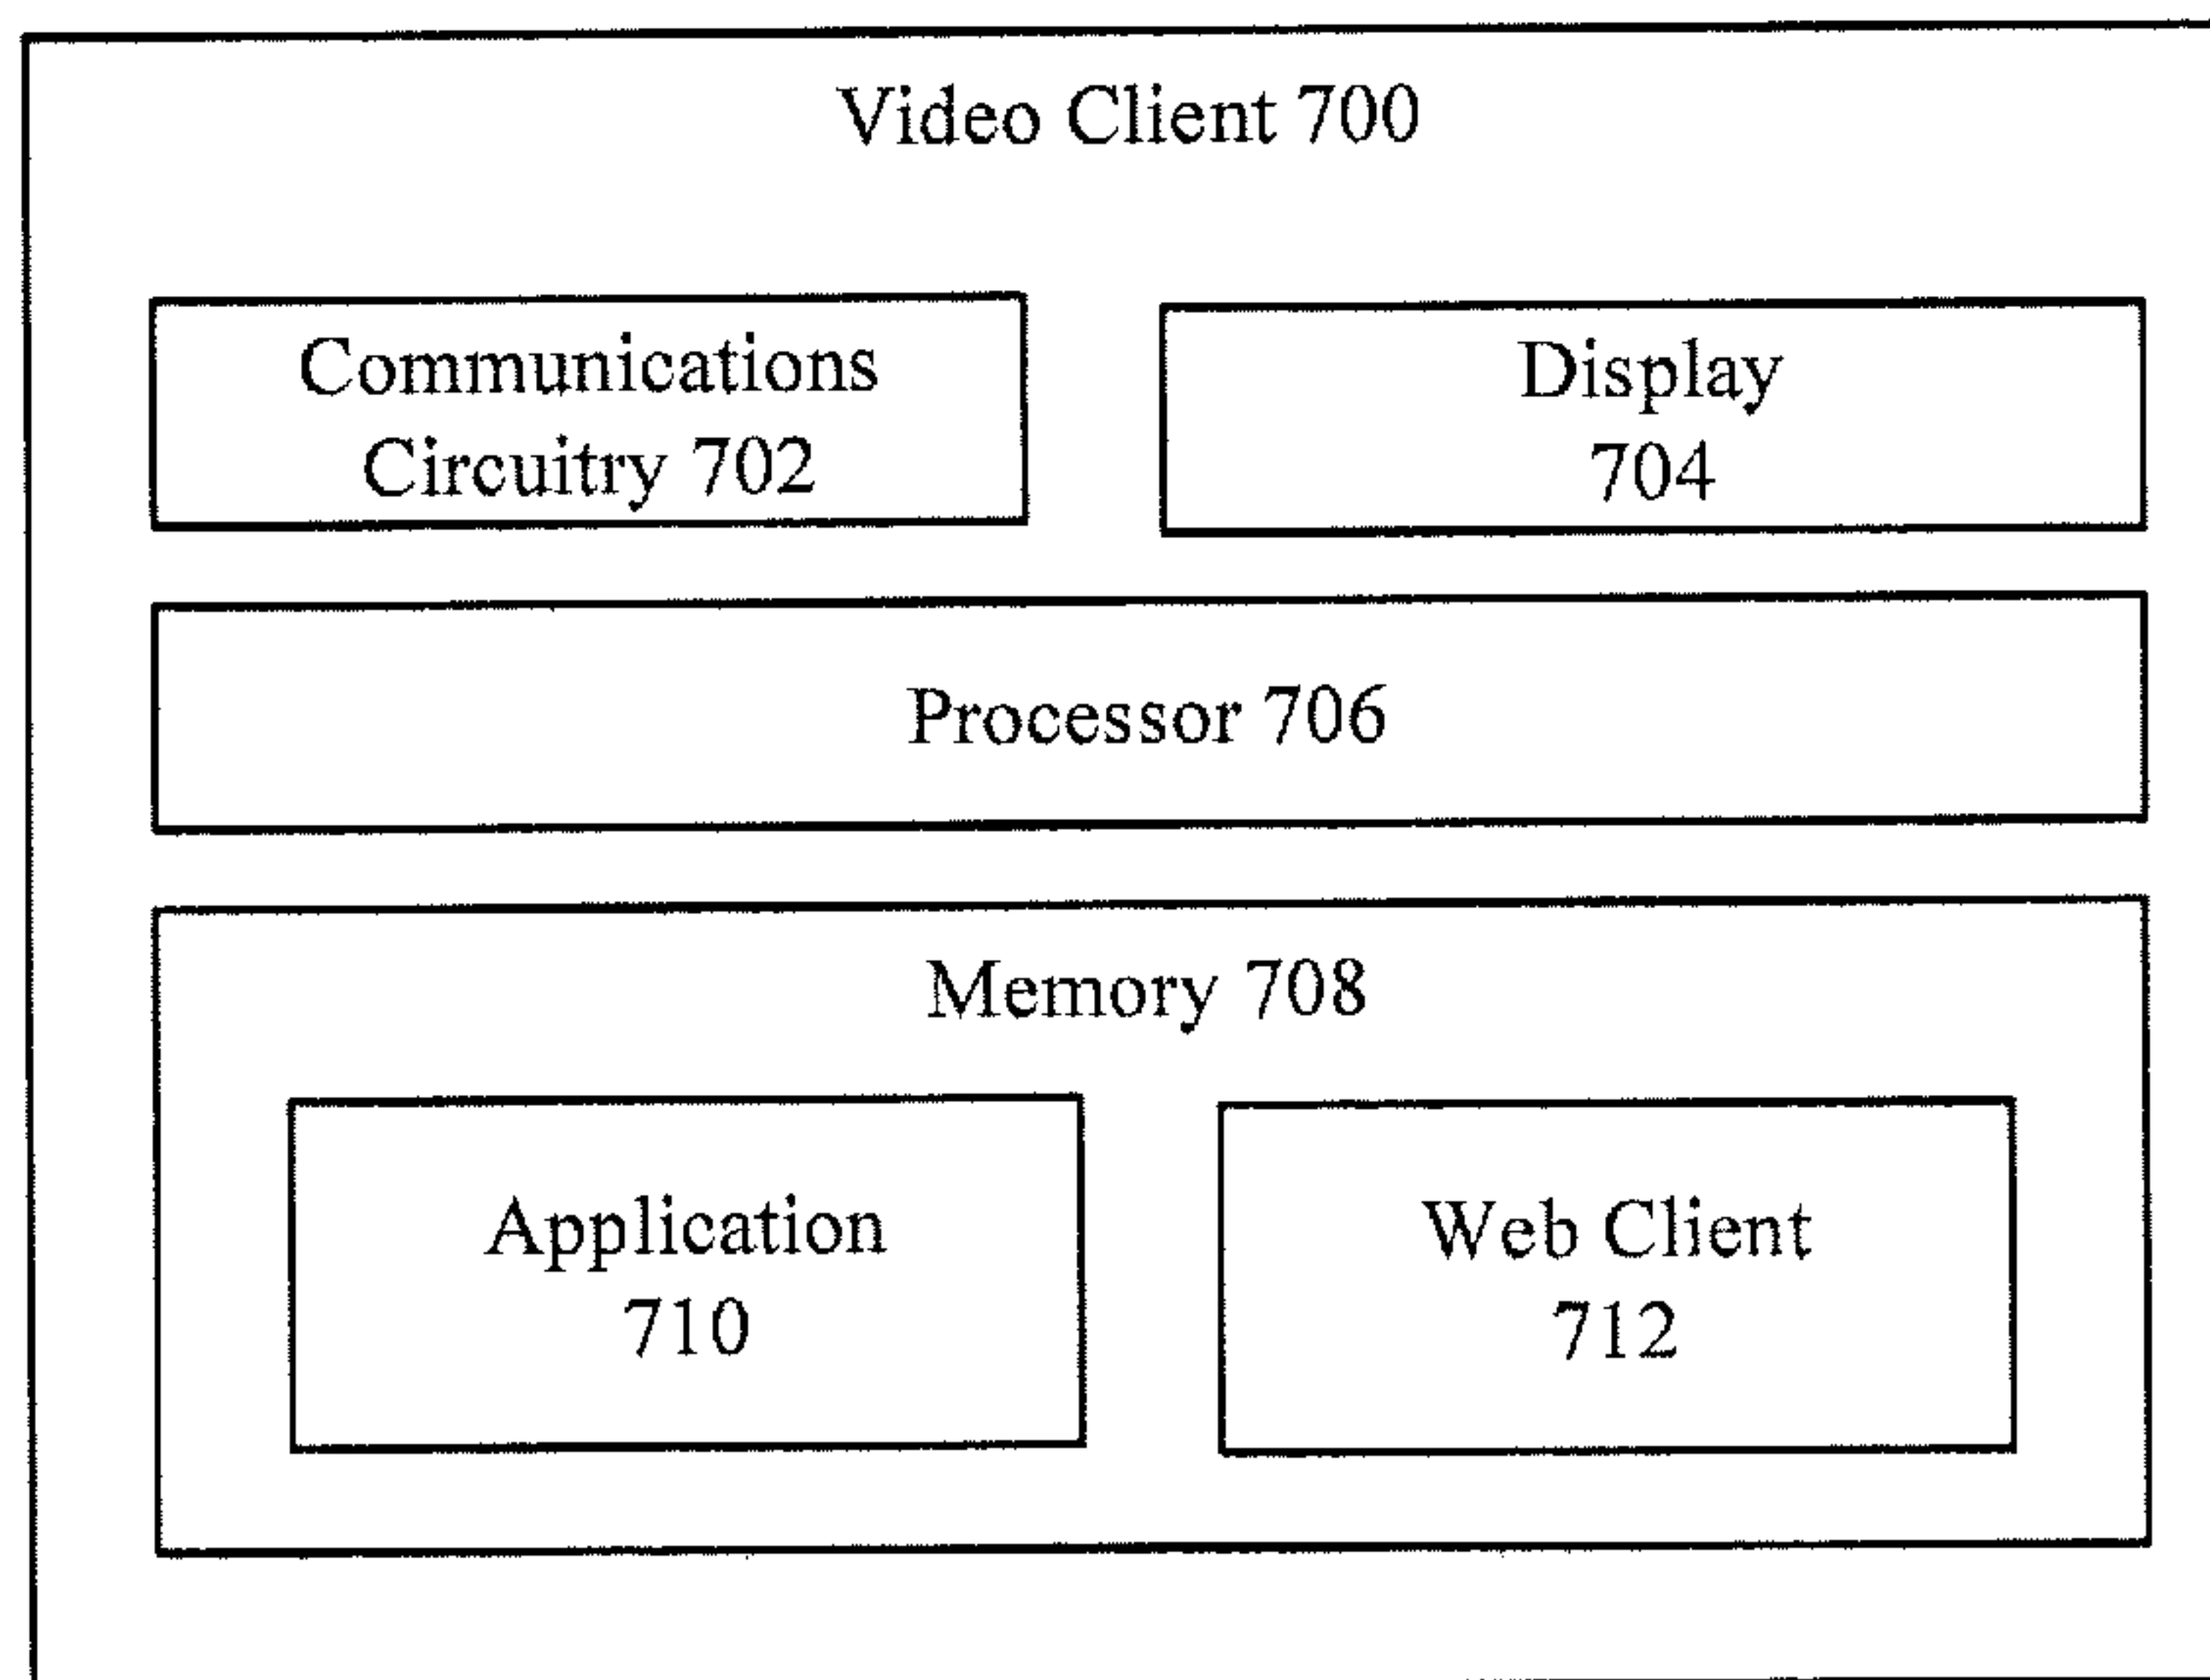 Video Client 700
Communications
Circuitry 702
Display
704
Processor 706
Memory 708
Application
710
Web Client
712